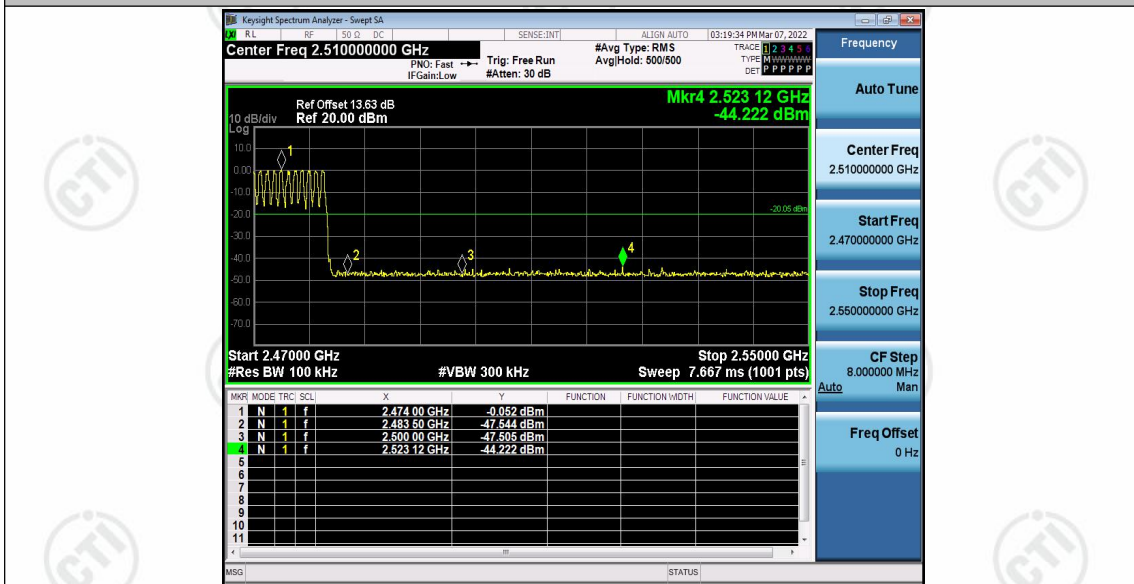 Keysight Spectrum Analyzer - Swept SA
RL RF 50 Ω DC SENSE:INT ALIGN AUTO 03:19:34 PM Mar 07, 2022
Center Freq 2.510000000 GHz
PNO: Fast
IFGain:Low
Trig: Free Run
#Atten: 30 dB
#Avg Type: RMS
Avg|Hold: 500/500
TRACE 1 2 3 4 5 6
TYPE M WWWWW
DET P P P P P P
Frequency
Auto Tune
Center Freq
2.510000000 GHz
Start Freq
2.470000000 GHz
Stop Freq
2.550000000 GHz
CF Step
8.000000 MHz
Auto Man
Freq Offset
0 Hz
Mkr4 2.523 12 GHz
-44.222 dBm
Ref Offset 13.63 dB
10 dB/div Ref 20.00 dBm
Log
10.0
0.00
-10.0
-20.0
-30.0
-40.0
-50.0
-60.0
-70.0
1
2
3
4
-20.05 dBm
Start 2.47000 GHz Stop 2.55000 GHz
#Res BW 100 kHz #VBW 300 kHz Sweep 7.667 ms (1001 pts)
MKR MODE TRC SCL X Y FUNCTION FUNCTION WIDTH FUNCTION VALUE
1 N 1 f 2.474 00 GHz -0.052 dBm
2 N 1 f 2.483 50 GHz -47.544 dBm
3 N 1 f 2.500 00 GHz -47.505 dBm
4 N 1 f 2.523 12 GHz -44.222 dBm
5
6
7
8
9
10
11
MSG STATUS
CTI
CTI
CTI
CTI